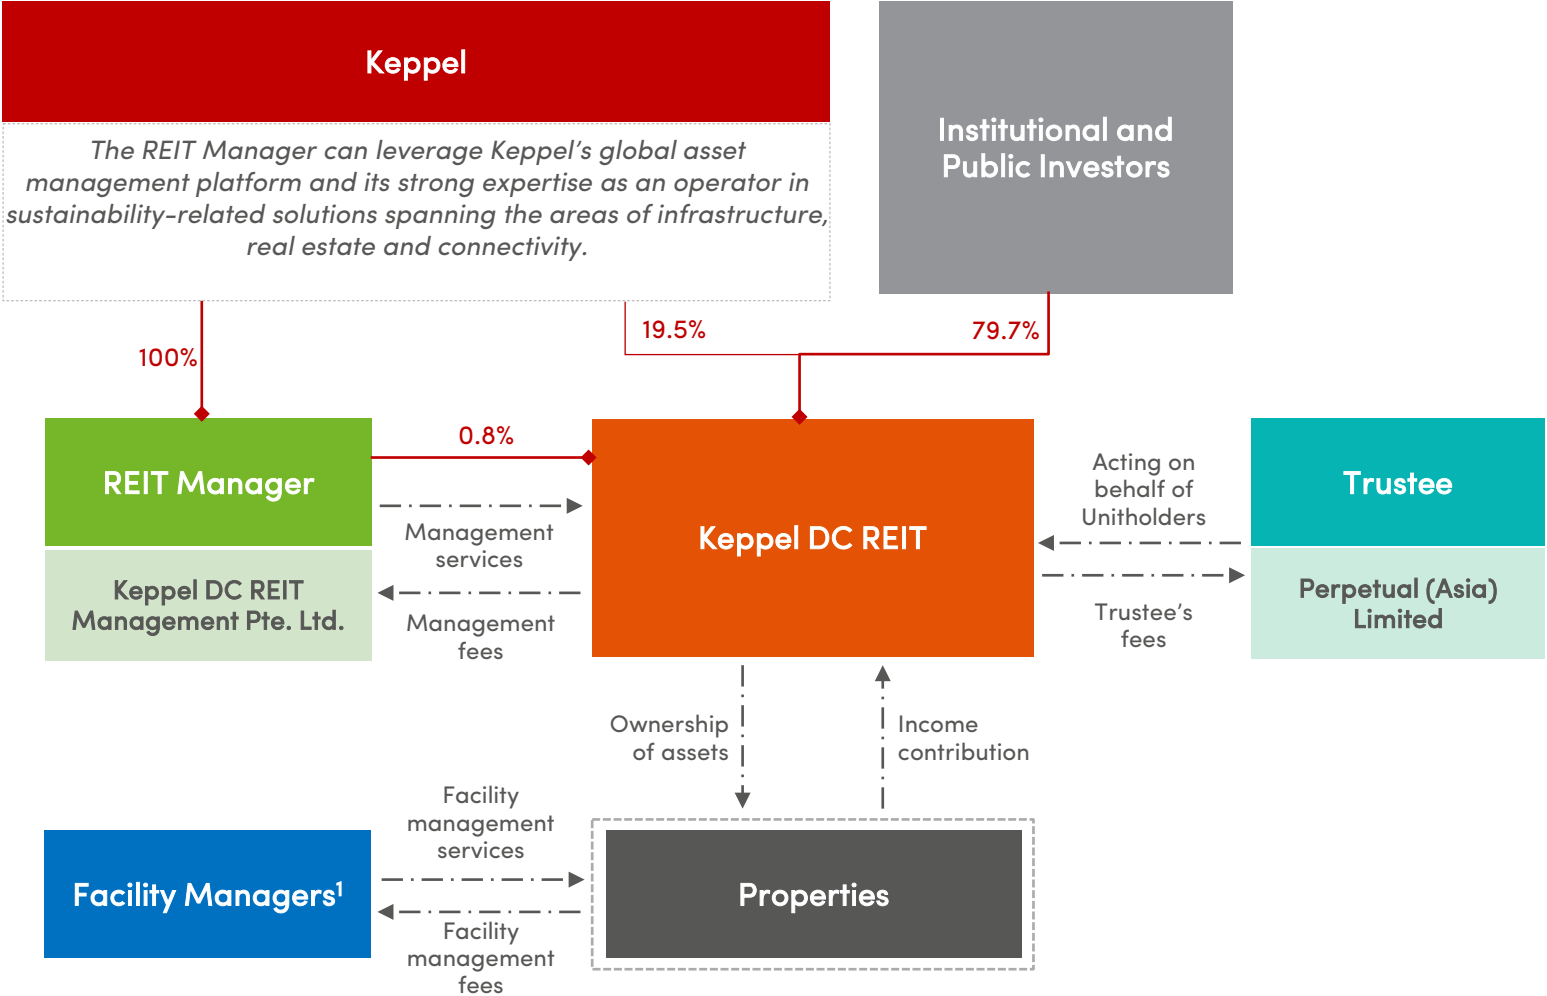 Keppel
The REIT Manager can leverage Keppel's global asset
management platform and its strong expertise as an operator in
sustainability-related solutions spanning the areas of infrastructure,
real estate and connectivity.
Institutional and
Public Investors
100%
19.5%
79.7%
REIT Manager
Keppel DC REIT
Management Pte. Ltd.
0.8%
Management
services
Management
fees
Keppel DC REIT
Acting on
behalf of
Unitholders
Trustee's
fees
Trustee
Perpetual (Asia)
Limited
Ownership
of assets
Income
contribution
Facility Managers¹
Facility
management
services
Facility
management
fees
Properties